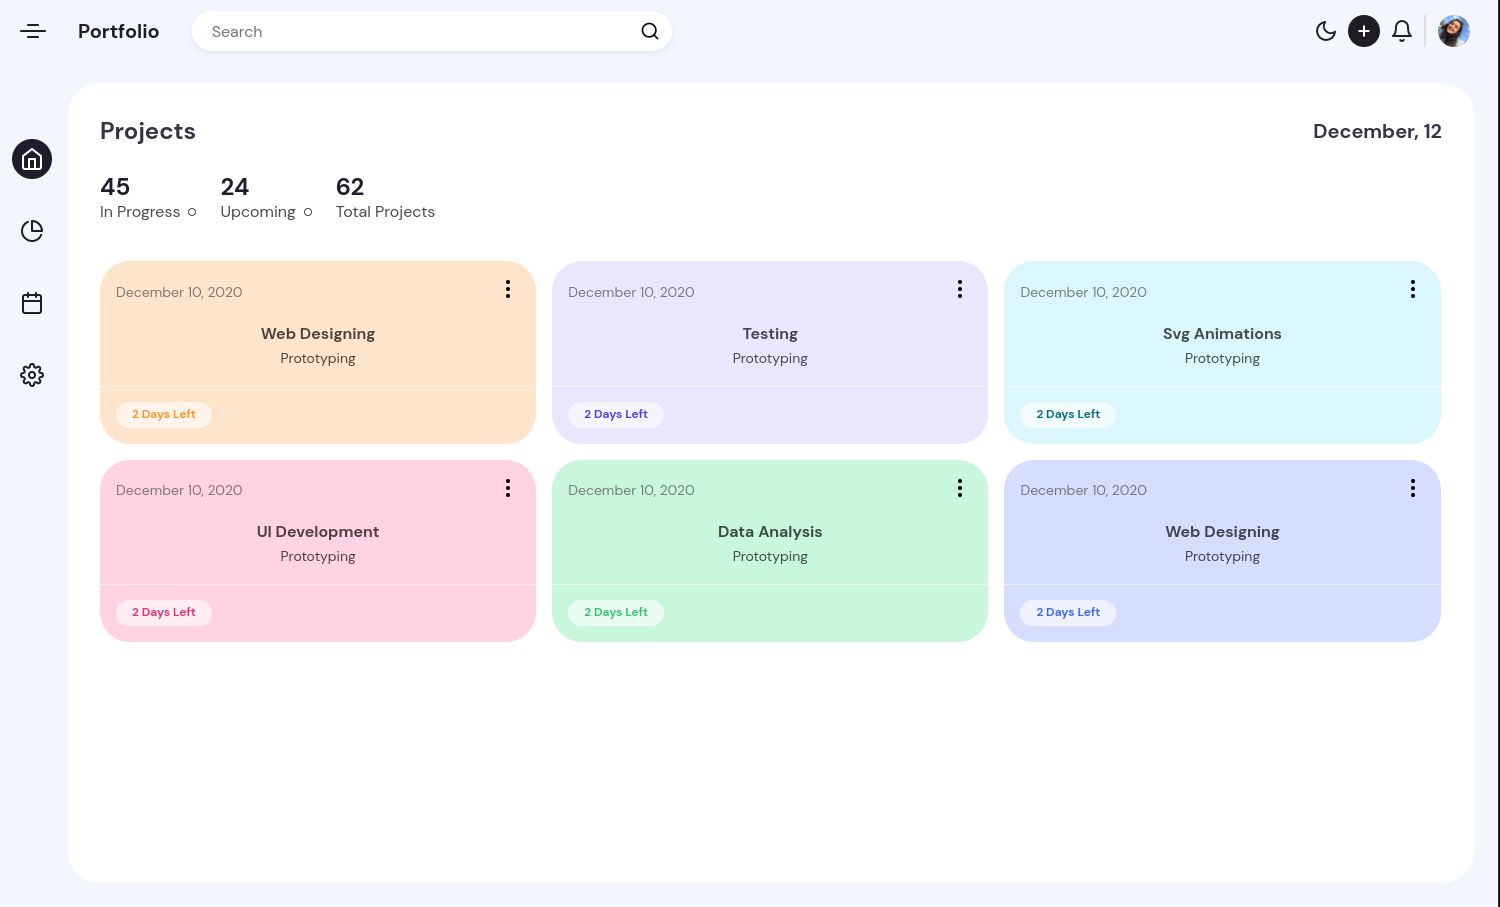 Portfolio
Search
Projects
December, 12
45
In Progress
24
Upcoming
62
Total Projects
December 10, 2020
Web Designing
Prototyping
2 Days Left
December 10, 2020
Testing
Prototyping
2 Days Left
December 10, 2020
Svg Animations
Prototyping
2 Days Left
December 10, 2020
UI Development
Prototyping
2 Days Left
December 10, 2020
Data Analysis
Prototyping
2 Days Left
December 10, 2020
Web Designing
Prototyping
2 Days Left